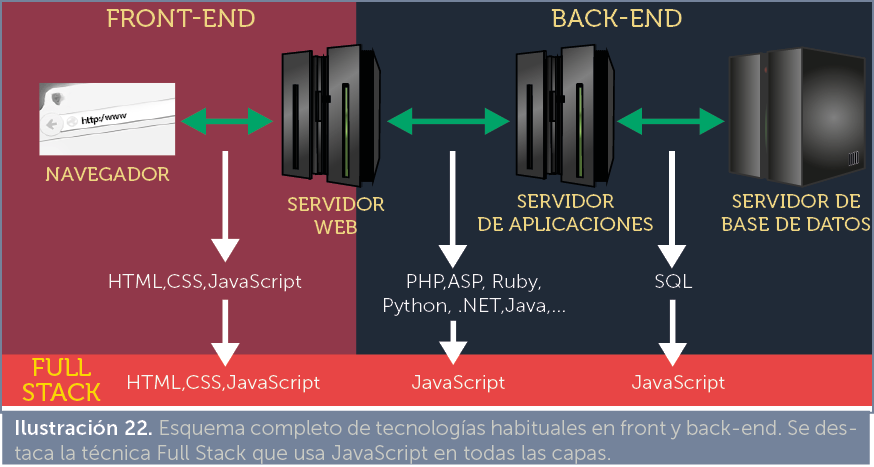 FRONT-END
BACK-END
http:/www
NAVEGADOR
SERVIDOR
WEB
SERVIDOR
DE APLICACIONES
SERVIDOR DE
BASE DE DATOS
HTML,CSS,JavaScript
PHP,ASP, Ruby,
Python, .NET,Java,...
SQL
FULL
STACK
HTML,CSS,JavaScript
JavaScript
JavaScript
Ilustración 22. Esquema completo de tecnologías habituales en front y back-end. Se des-
taca la técnica Full Stack que usa JavaScript en todas las capas.